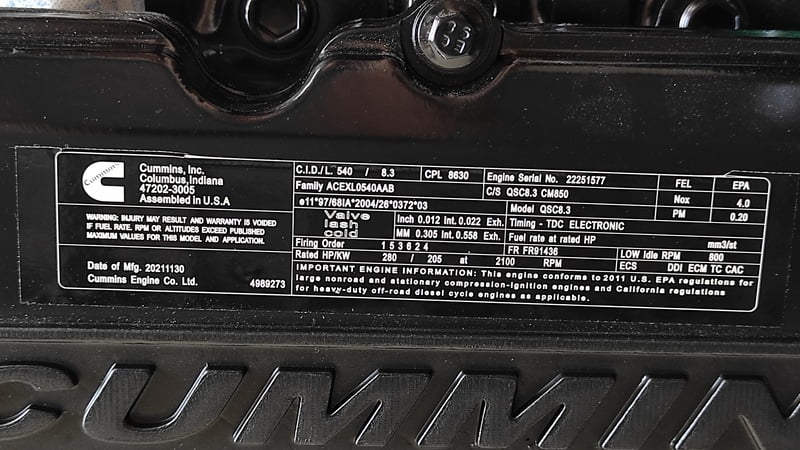 Cummins
Cummins, Inc.
Columbus,Indiana
47202-3005
Assembled in U.S.A
WARNING: INJURY MAY RESULT AND WARRANTY IS VOIDED
IF FUEL RATE. RPM OR ALTITUDES EXCEED PUBLISHED
MAXIMUM VALUES FOR THIS MODEL AND APPLICATION.
Date of Mfg. 20211130
Cummins Engine Co. Ltd. 4989273
C.I.D./L. 540 / 8.3 CPL 8630 Engine Serial No. 22251577 FEL EPA
Family ACEXL0540AAB C/S QSC8.3 CM850 Nox 4.0
e11*97/68IA*2004/26*0372*03 Model QSC8.3 PM 0.20
Valve lash cold Inch 0.012 Int. 0.022 Exh. Timing - TDC ELECTRONIC
MM 0.305 Int. 0.558 Exh. Fuel rate at rated HP mm3/st
Firing Order 1 5 3 6 2 4 FR FR91436 LOW Idle RPM 800
Rated HP/KW 280 / 205 at 2100 RPM ECS DDI ECM TC CAC
IMPORTANT ENGINE INFORMATION: This engine conforms to 2011 U.S. EPA regulations for
large nonroad and stationary compression-ignition engines and California regulations
for heavy-duty off-road diesel cycle engines as applicable.
CUMMIN